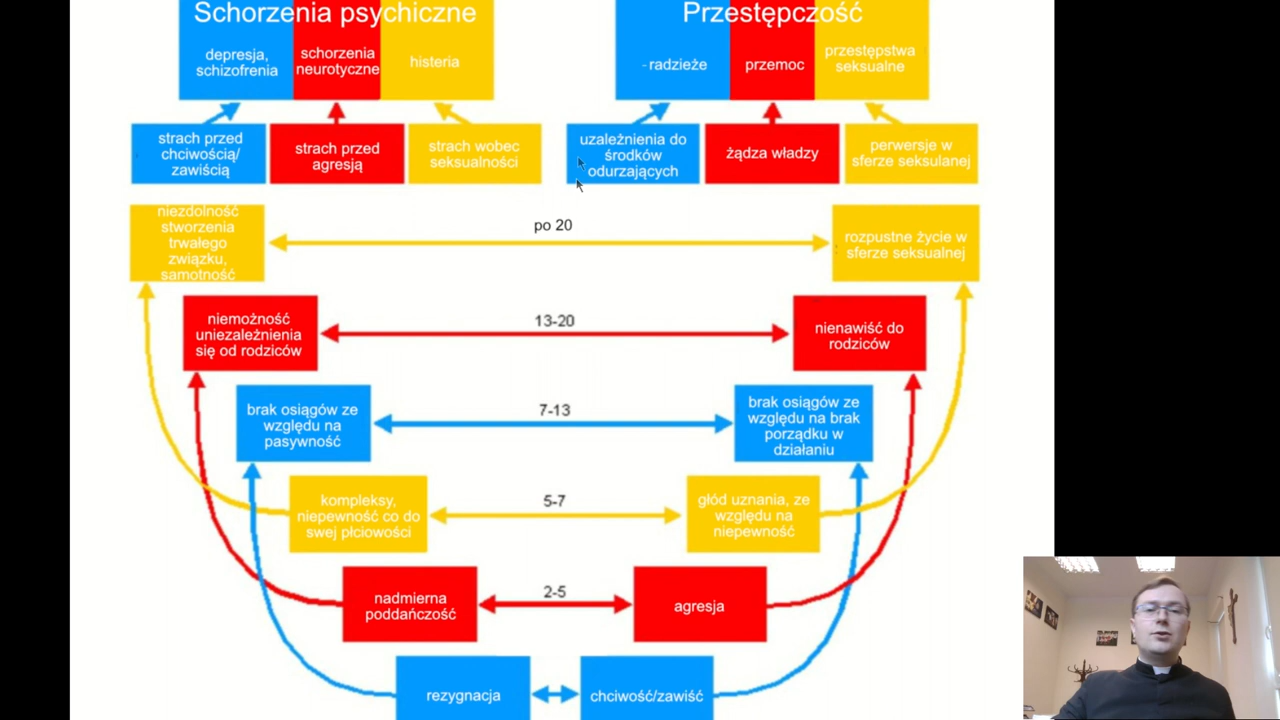 Schorzenia psychiczne
Przestępczość
depresja,
schizofrenia
schorzenia
neurotyczne
histeria
-radzieże
przemoc
przestępstwa
seksualne
strach przed
chciwością/
zawiścią
strach przed
agresją
strach wobec
seksualności
uzależnienia do
środków
odurzających
żądza władzy
perwersje w
sferze seksulanej
niezdolność
stworzenia
trwałego
związku,
samotność
po 20
rozpustne życie w
sferze seksualnej
niemożność
uniezależnienia
się od rodziców
13-20
nienawiść do
rodziców
brak osiągów ze
względu na
pasywność
7-13
brak osiągów ze
względu na brak
porządku w
działaniu
kompleksy,
niepewność co do
swej płciowości
5-7
głód uznania, ze
względu na
niepewność
nadmierna
poddańczość
2-5
agresja
rezygnacja
chciwość/zawiść